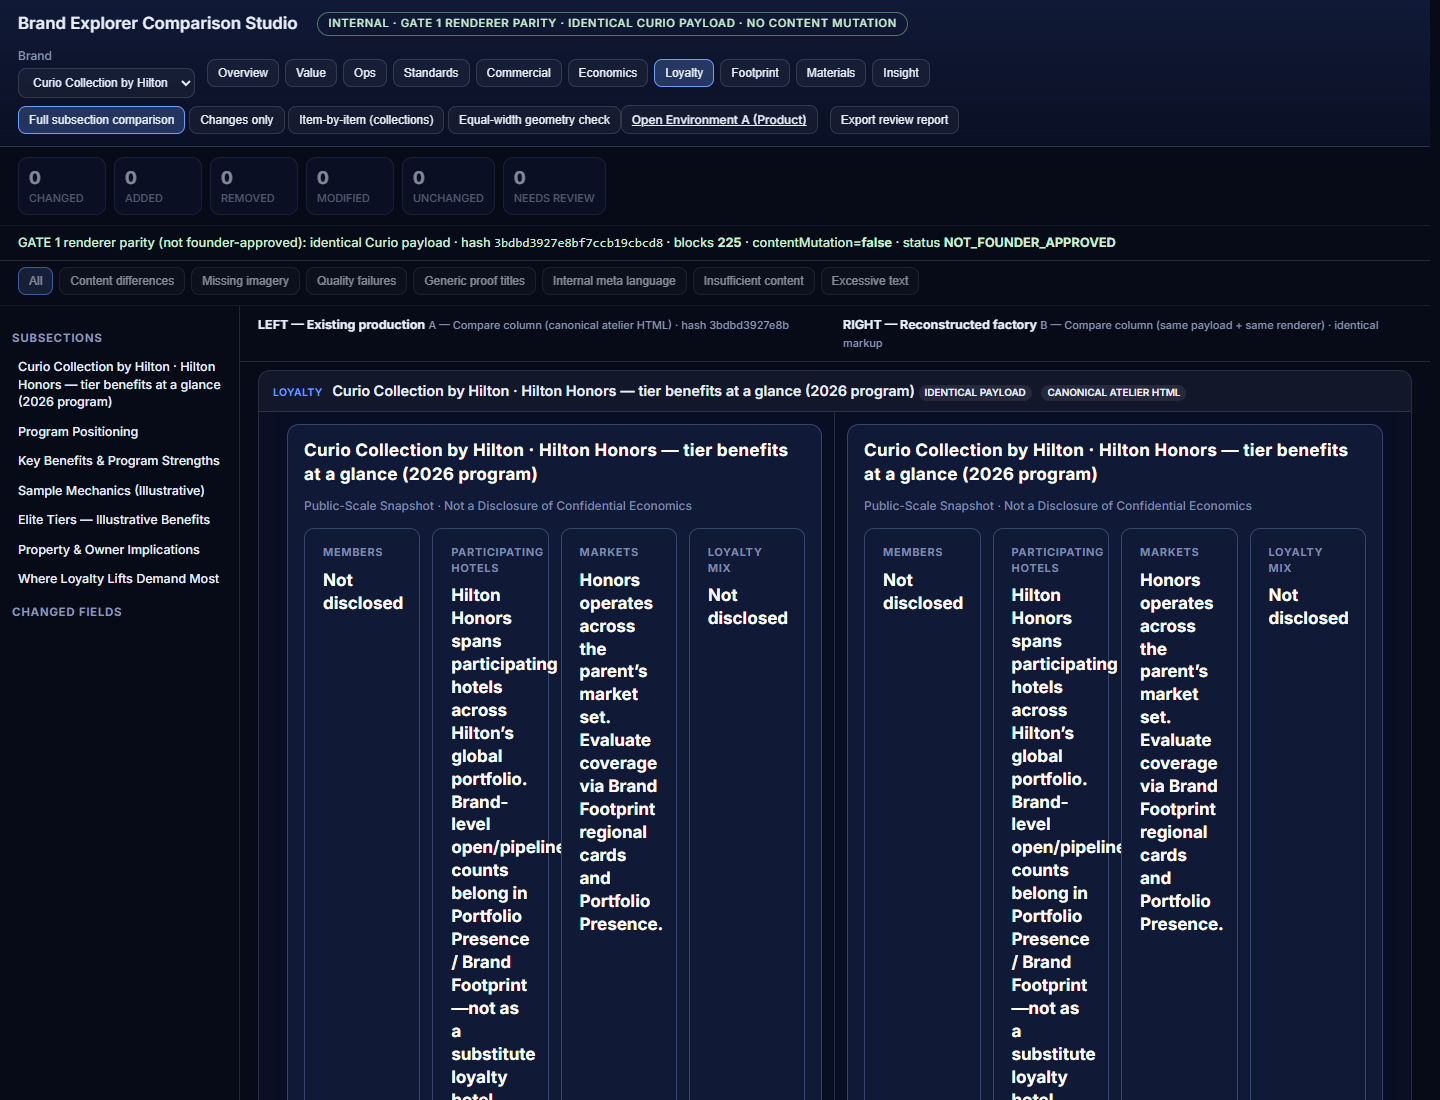 Brand Explorer Comparison Studio
INTERNAL · GATE 1 RENDERER PARITY · IDENTICAL CURIO PAYLOAD · NO CONTENT MUTATION
Brand
Curio Collection by Hilton
Overview
Value
Ops
Standards
Commercial
Economics
Loyalty
Footprint
Materials
Insight
Full subsection comparison
Changes only
Item-by-item (collections)
Equal-width geometry check
Open Environment A (Product)
Export review report
0
CHANGED
0
ADDED
0
REMOVED
0
MODIFIED
0
UNCHANGED
0
NEEDS REVIEW
GATE 1 renderer parity (not founder-approved): identical Curio payload · hash 3bdbd3927e8bf7ccb19cbcd8 · blocks 225 · contentMutation=false · status NOT_FOUNDER_APPROVED
All
Content differences
Missing imagery
Quality failures
Generic proof titles
Internal meta language
Insufficient content
Excessive text
SUBSECTIONS
Curio Collection by Hilton · Hilton
Honors — tier benefits at a glance
(2026 program)
Program Positioning
Key Benefits & Program Strengths
Sample Mechanics (Illustrative)
Elite Tiers — Illustrative Benefits
Property & Owner Implications
Where Loyalty Lifts Demand Most
CHANGED FIELDS
LEFT — Existing production A — Compare column (canonical atelier HTML) · hash 3bdbd3927e8b
RIGHT — Reconstructed factory B — Compare column (same payload + same renderer) · identical
markup
LOYALTY Curio Collection by Hilton · Hilton Honors — tier benefits at a glance (2026 program) IDENTICAL PAYLOAD CANONICAL ATELIER HTML
Curio Collection by Hilton · Hilton Honors — tier benefits
at a glance (2026 program)
Public-Scale Snapshot · Not a Disclosure of Confidential Economics
MEMBERS
Not
disclosed
PARTICIPATING
HOTELS
Hilton
Honors
spans
participating
hotels
across
Hilton’s
global
portfolio.
Brand-
level
open/pipeline
counts
belong in
Portfolio
Presence
/ Brand
Footprint
—not as
a
substitute
loyalty
hotel
MARKETS
Honors
operates
across
the
parent’s
market
set.
Evaluate
coverage
via Brand
Footprint
regional
cards
and
Portfolio
Presence.
LOYALTY
MIX
Not
disclosed
Curio Collection by Hilton · Hilton Honors — tier benefits
at a glance (2026 program)
Public-Scale Snapshot · Not a Disclosure of Confidential Economics
MEMBERS
Not
disclosed
PARTICIPATING
HOTELS
Hilton
Honors
spans
participating
hotels
across
Hilton’s
global
portfolio.
Brand-
level
open/pipeline
counts
belong in
Portfolio
Presence
/ Brand
Footprint
—not as
a
substitute
loyalty
hotel
MARKETS
Honors
operates
across
the
parent’s
market
set.
Evaluate
coverage
via Brand
Footprint
regional
cards
and
Portfolio
Presence.
LOYALTY
MIX
Not
disclosed